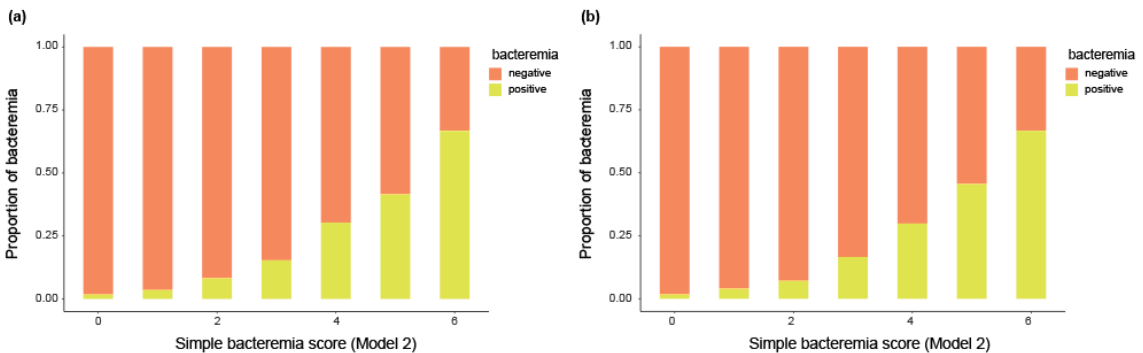 (a)
Proportion of bacteremia
1.00
0.75
0.50
0.25
0.00
0 2 4 6
Simple bacteremia score (Model 2)
bacteremia
negative
positive
(b)
Proportion of bacteremia
1.00
0.75
0.50
0.25
0.00
0 2 4 6
Simple bacteremia score (Model 2)
bacteremia
negative
positive